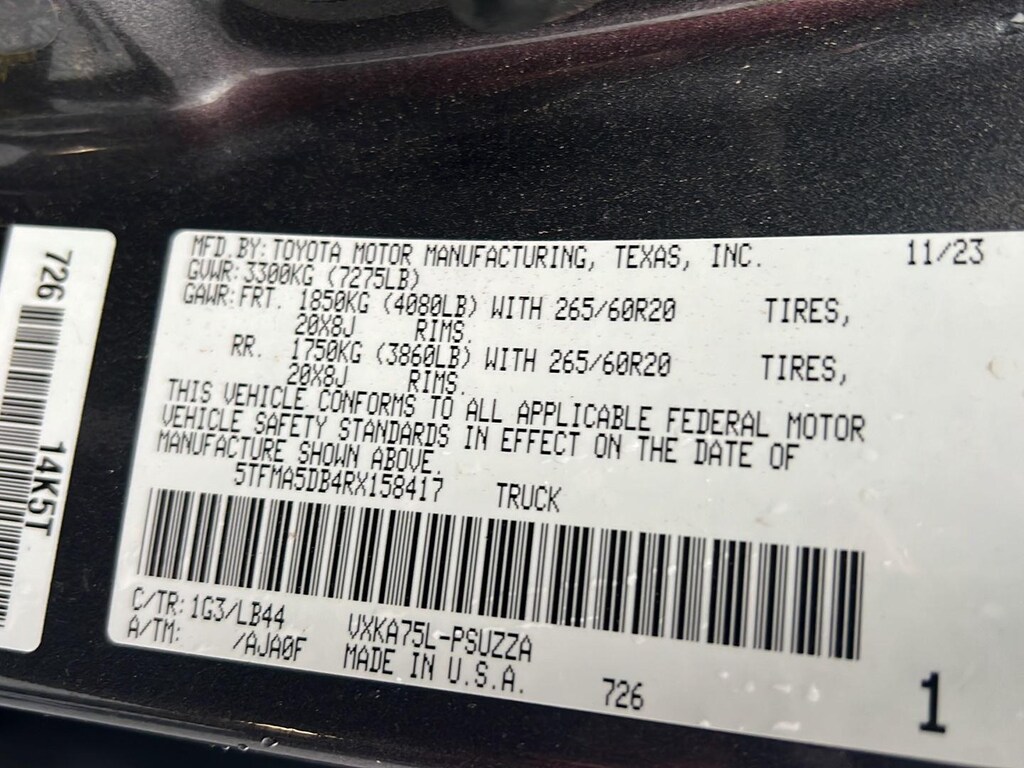 726
14K5T
MFD.BY: TOYOTA MOTOR MANUFACTURING, TEXAS, INC. 11/23
GVWR: 3300KG (7275LB)
GAWR: FRT. 1850KG (4080LB) WITH 265/60R20 TIRES,
20X8J RIMS.
RR. 1750KG (3860LB) WITH 265/60R20 TIRES,
20X8J RIMS.
THIS VEHICLE CONFORMS TO ALL APPLICABLE FEDERAL MOTOR
VEHICLE SAFETY STANDARDS IN EFFECT ON THE DATE OF
MANUFACTURE SHOWN ABOVE.
5TFMA5DB4RX158417 TRUCK
C/TR: 1G3/LB44 VXKA75L-PSUZZA
A/TM: /AJA0F MADE IN U.S.A. 726
1